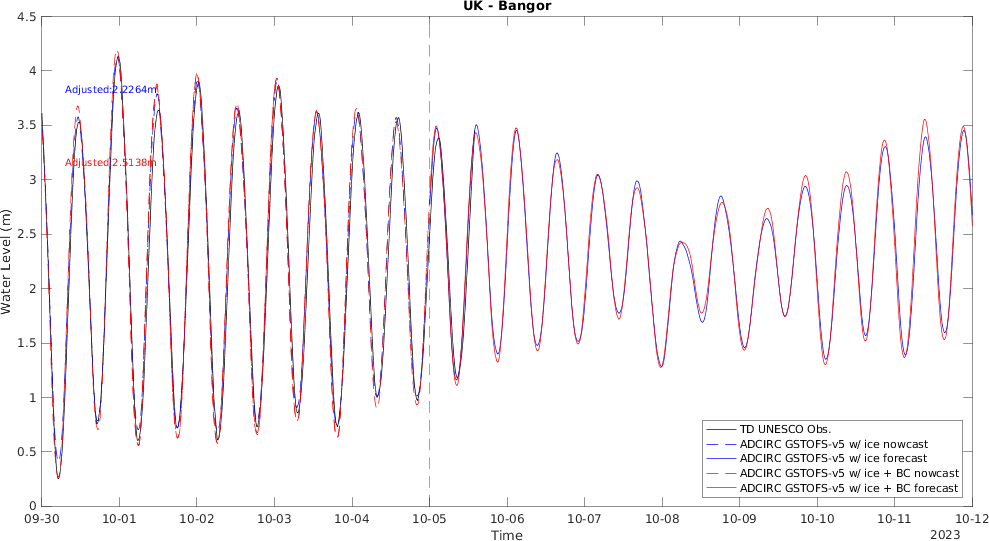 UK - Bangor
4.5
4
3.5
3
2.5
2
1.5
1
0.5
0
Water Level (m)
Adjusted:2.2264m
Adjusted:2.5138m
TD UNESCO Obs.
ADCIRC GSTOFS-v5 w/ ice nowcast
ADCIRC GSTOFS-v5 w/ ice forecast
ADCIRC GSTOFS-v5 w/ ice + BC nowcast
ADCIRC GSTOFS-v5 w/ ice + BC forecast
09-30 10-01 10-02 10-03 10-04 10-05 10-06 10-07 10-08 10-09 10-10 10-11 10-12
Time
2023